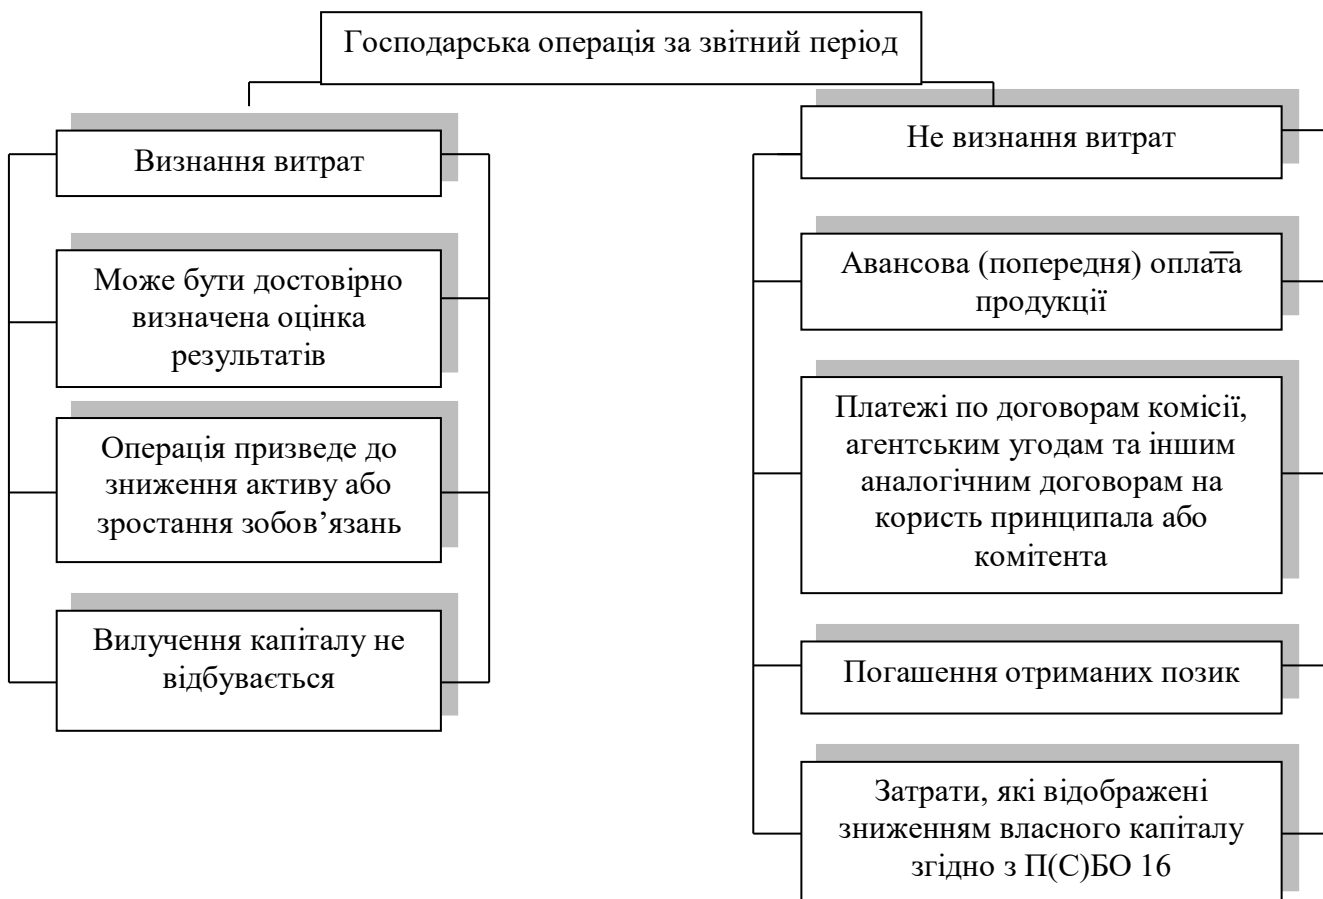 Господарська операція за звітний період
Визнання витрат
Може бути достовірно
визначена оцінка
результатів
Операція призведе до
зниження активу або
зростання зобов’язань
Вилучення капіталу не
відбувається
Не визнання витрат
Авансова (попередня) оплата
продукції
Платежі по договорам комісії,
агентським угодам та іншим
аналогічним договорам на
користь принципала або
комітента
Погашення отриманих позик
Затрати, які відображені
зниженням власного капіталу
згідно з П(С)БО 16